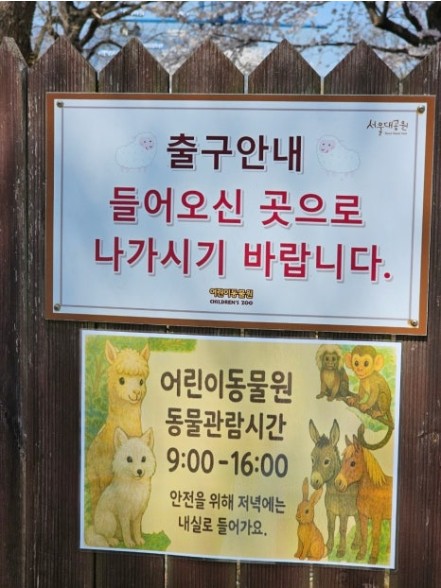 서울대공원
출구안내
들어오신 곳으로
나가시기 바랍니다.
어린이동물원
CHILDREN'S ZOO
어린이동물원
동물관람시간
9:00-16:00
안전을 위해 저녁에는
내실로 들어가요.